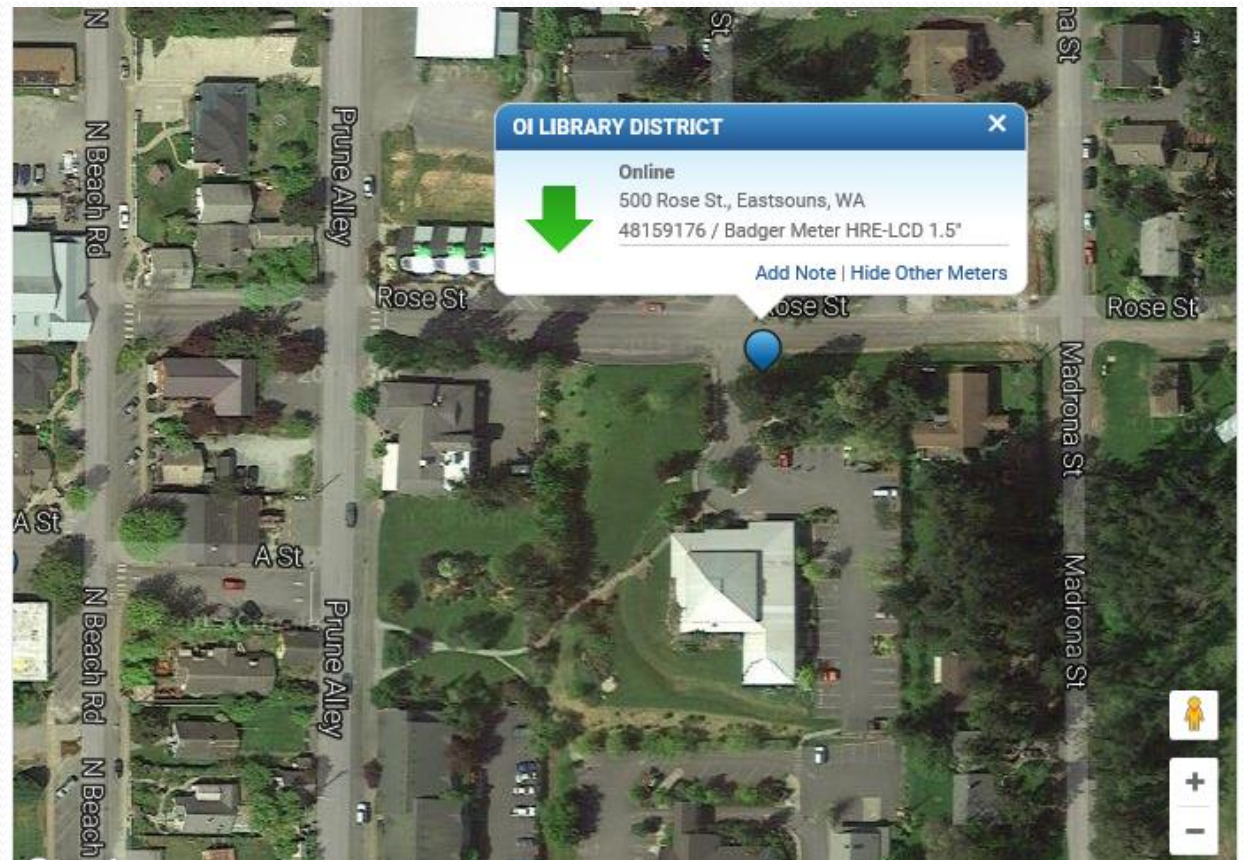 N
St
na St
N Beach Rd
Prune Alley
OI LIBRARY DISTRICT
×
Online
500 Rose St., Eastsouns, WA
48159176 / Badger Meter HRE-LCD 1.5"
Add Note | Hide Other Meters
Rose St
Rose St
Rose St
Madrona St
A St
A St
N Beach Rd
Prune Alley
Madrona St
N Beach
+
−